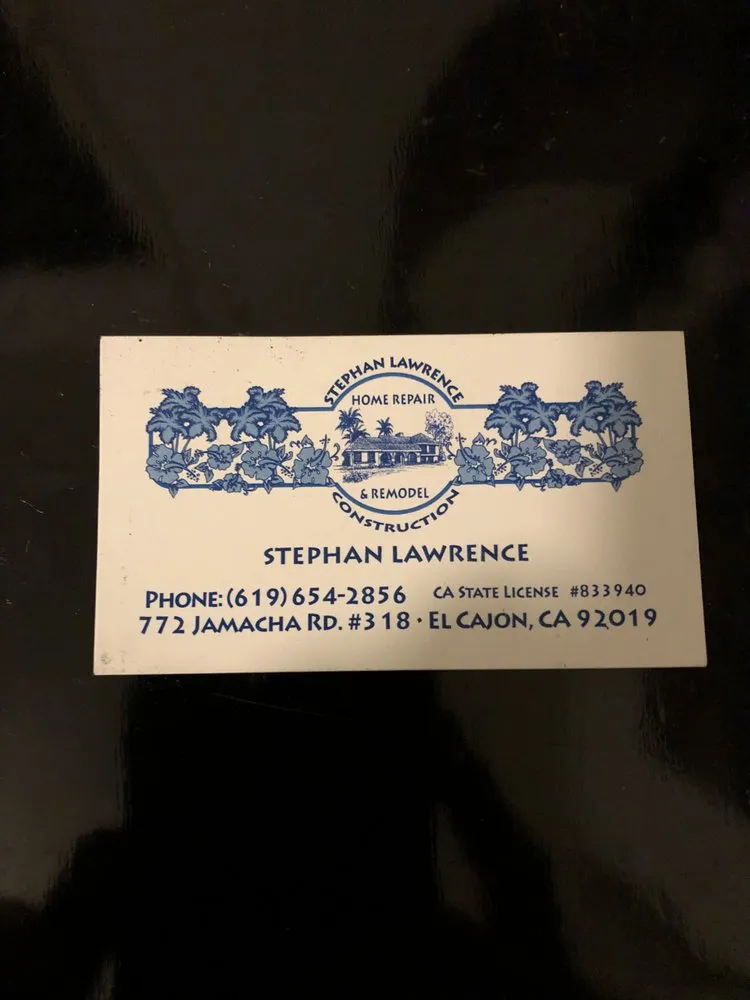 STEPHAN LAWRENCE
HOME REPAIR
& REMODEL
CONSTRUCTION
STEPHAN LAWRENCE
PHONE:(619)654-2856 CA STATE LICENSE #833940
772 JAMACHA RD. #318 · EL CAJON, CA 92019